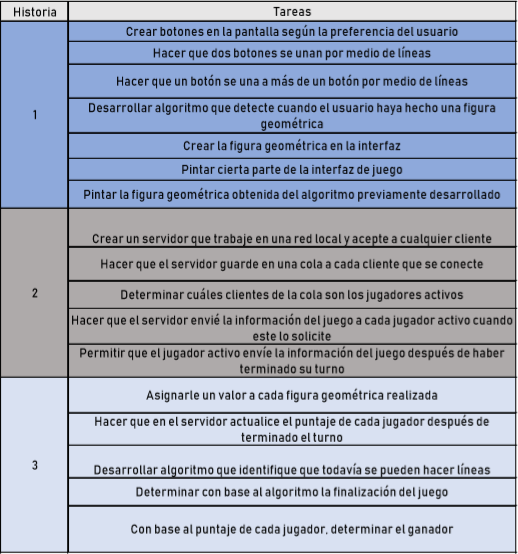 Historia
Tareas
1
Crear botones en la pantalla según la preferencia del usuario
Hacer que dos botones se unan por medio de líneas
Hacer que un botón se una a más de un botón por medio de líneas
Desarrollar algoritmo que detecte cuando el usuario haya hecho una figura
geométrica
Crear la figura geométrica en la interfaz
Pintar cierta parte de la interfaz de juego
Pintar la figura geométrica obtenida del algoritmo previamente desarrollado
2
Crear un servidor que trabaje en una red local y acepte a cualquier cliente
Hacer que el servidor guarde en una cola a cada cliente que se conecte
Determinar cuáles clientes de la cola son los jugadores activos
Hacer que el servidor envié la información del juego a cada jugador activo cuando
este lo solicite
Permitir que el jugador activo envíe la información del juego después de haber
terminado su turno
3
Asignarle un valor a cada figura geométrica realizada
Hacer que en el servidor actualice el puntaje de cada jugador después de
terminado el turno
Desarrollar algoritmo que identifique que todavía se pueden hacer líneas
Determinar con base al algoritmo la finalización del juego
Con base al puntaje de cada jugador, determinar el ganador